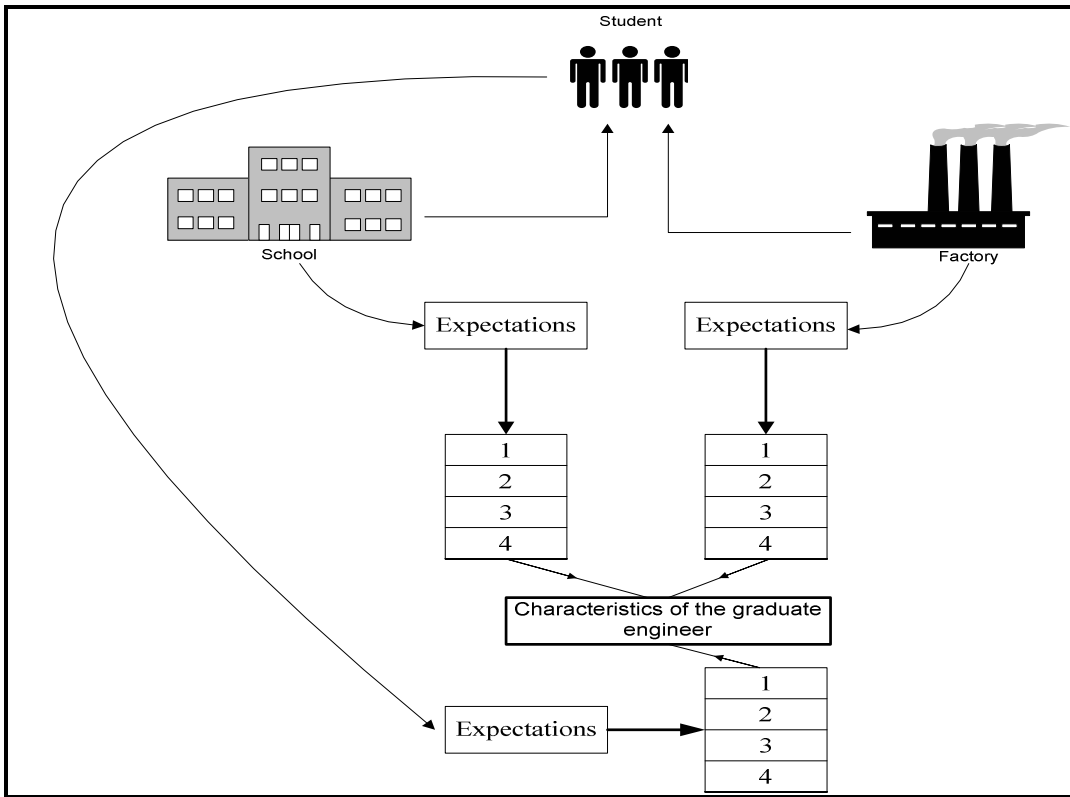 Student
School
Factory
Expectations
Expectations
1
2
3
4
1
2
3
4
Characteristics of the graduate
engineer
Expectations
1
2
3
4